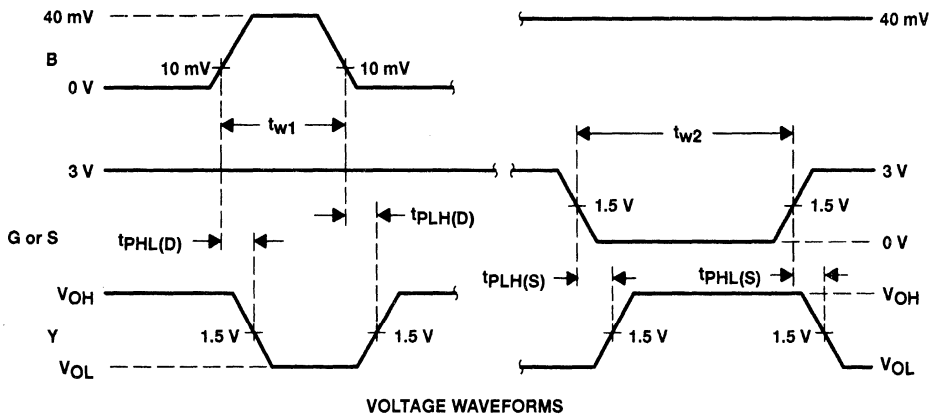 40 mV
40 mV
B
10 mV
10 mV
0 V
tw1
tw2
3 V
3 V
1.5 V
1.5 V
tPLH(D)
G or S
tPHL(D)
0 V
tPLH(S)
tPHL(S)
VOH
VOH
Y
1.5 V
1.5 V
1.5 V
1.5 V
VOL
VOL
VOLTAGE WAVEFORMS